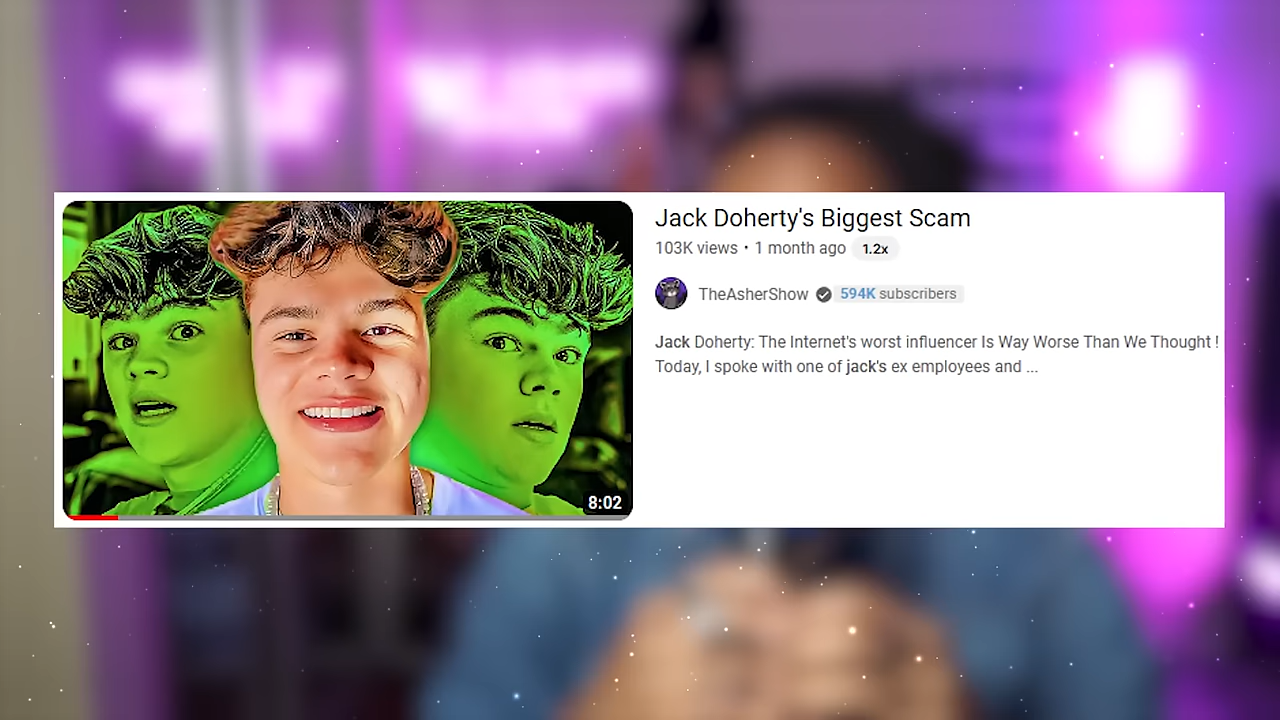 Jack Doherty's Biggest Scam
103K views • 1 month ago 1.2x
TheAsherShow 594K subscribers
Jack Doherty: The Internet's worst influencer Is Way Worse Than We Thought !
Today, I spoke with one of jack's ex employees and ...
8:02